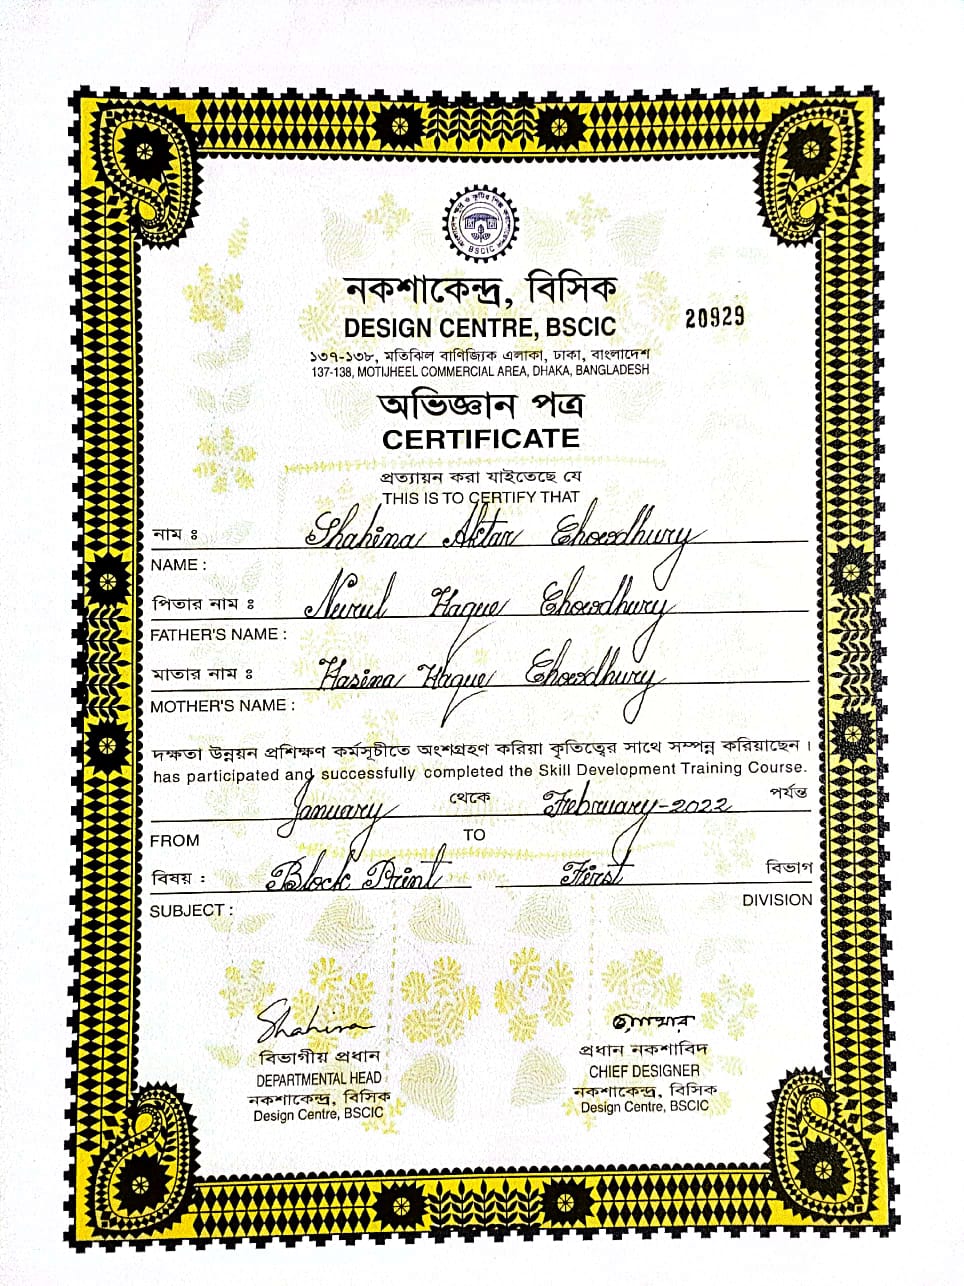 BSCIC
নকশাকেন্দ্র, বিসিক
DESIGN CENTRE, BSCIC
20929
১৩৭-১৩৮, মতিঝিল বাণিজ্যিক এলাকা, ঢাকা, বাংলাদেশ
137-138, MOTIJHEEL COMMERCIAL AREA, DHAKA, BANGLADESH
অভিজ্ঞান পত্র
CERTIFICATE
প্রত্যায়ন করা যাইতেছে যে
THIS IS TO CERTIFY THAT
নাম ঃ Shahina Aktar Chowdhury
NAME :
পিতার নাম ঃ Nurul Haque Chowdhury
FATHER'S NAME :
মাতার নাম ঃ Hasina Haque Chowdhury
MOTHER'S NAME :
দক্ষতা উন্নয়ন প্রশিক্ষণ কর্মসূচীতে অংশগ্রহণ করিয়া কৃতিত্বের সাথে সম্পন্ন করিয়াছেন।
has participated and successfully completed the Skill Development Training Course.
January থেকে February-2022 পর্যন্ত
FROM TO
বিষয় : Block Print First বিভাগ
SUBJECT : DIVISION
Shahina
বিভাগীয় প্রধান
DEPARTMENTAL HEAD
নকশাকেন্দ্র, বিসিক
Design Centre, BSCIC
প্রধান নকশাবিদ
CHIEF DESIGNER
নকশাকেন্দ্র, বিসিক
Design Centre, BSCIC